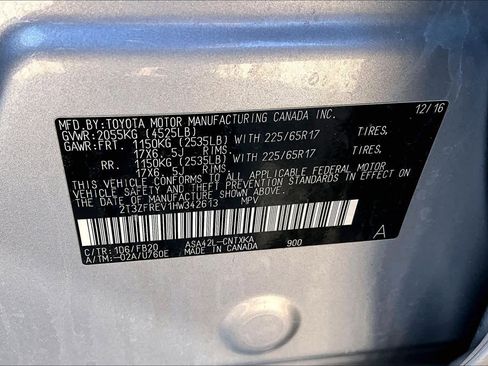 MFD.BY:TOYOTA MOTOR MANUFACTURING CANADA INC. 12/16
GVWR:2055KG (4525LB)
GAWR:FRT. 1150KG (2535LB) WITH 225/65R17 TIRES,
17X6.5J RIMS
RR. 1150KG (2535LB) WITH 225/65R17 TIRES,
17X6.5J RIMS
THIS VEHICLE CONFORMS TO ALL APPLICABLE FEDERAL MOTOR
VEHICLE SAFETY AND THEFT PREVENTION STANDARDS IN EFFECT
ON THE DATE OF MANUFACTURE SHOWN ABOVE.
2T3ZFREV1HW342613 MPV
C/TR:1D6/FB20 ASA42L-CNTXKA 900 A
A/TM:-02A/U760E MADE IN CANADA